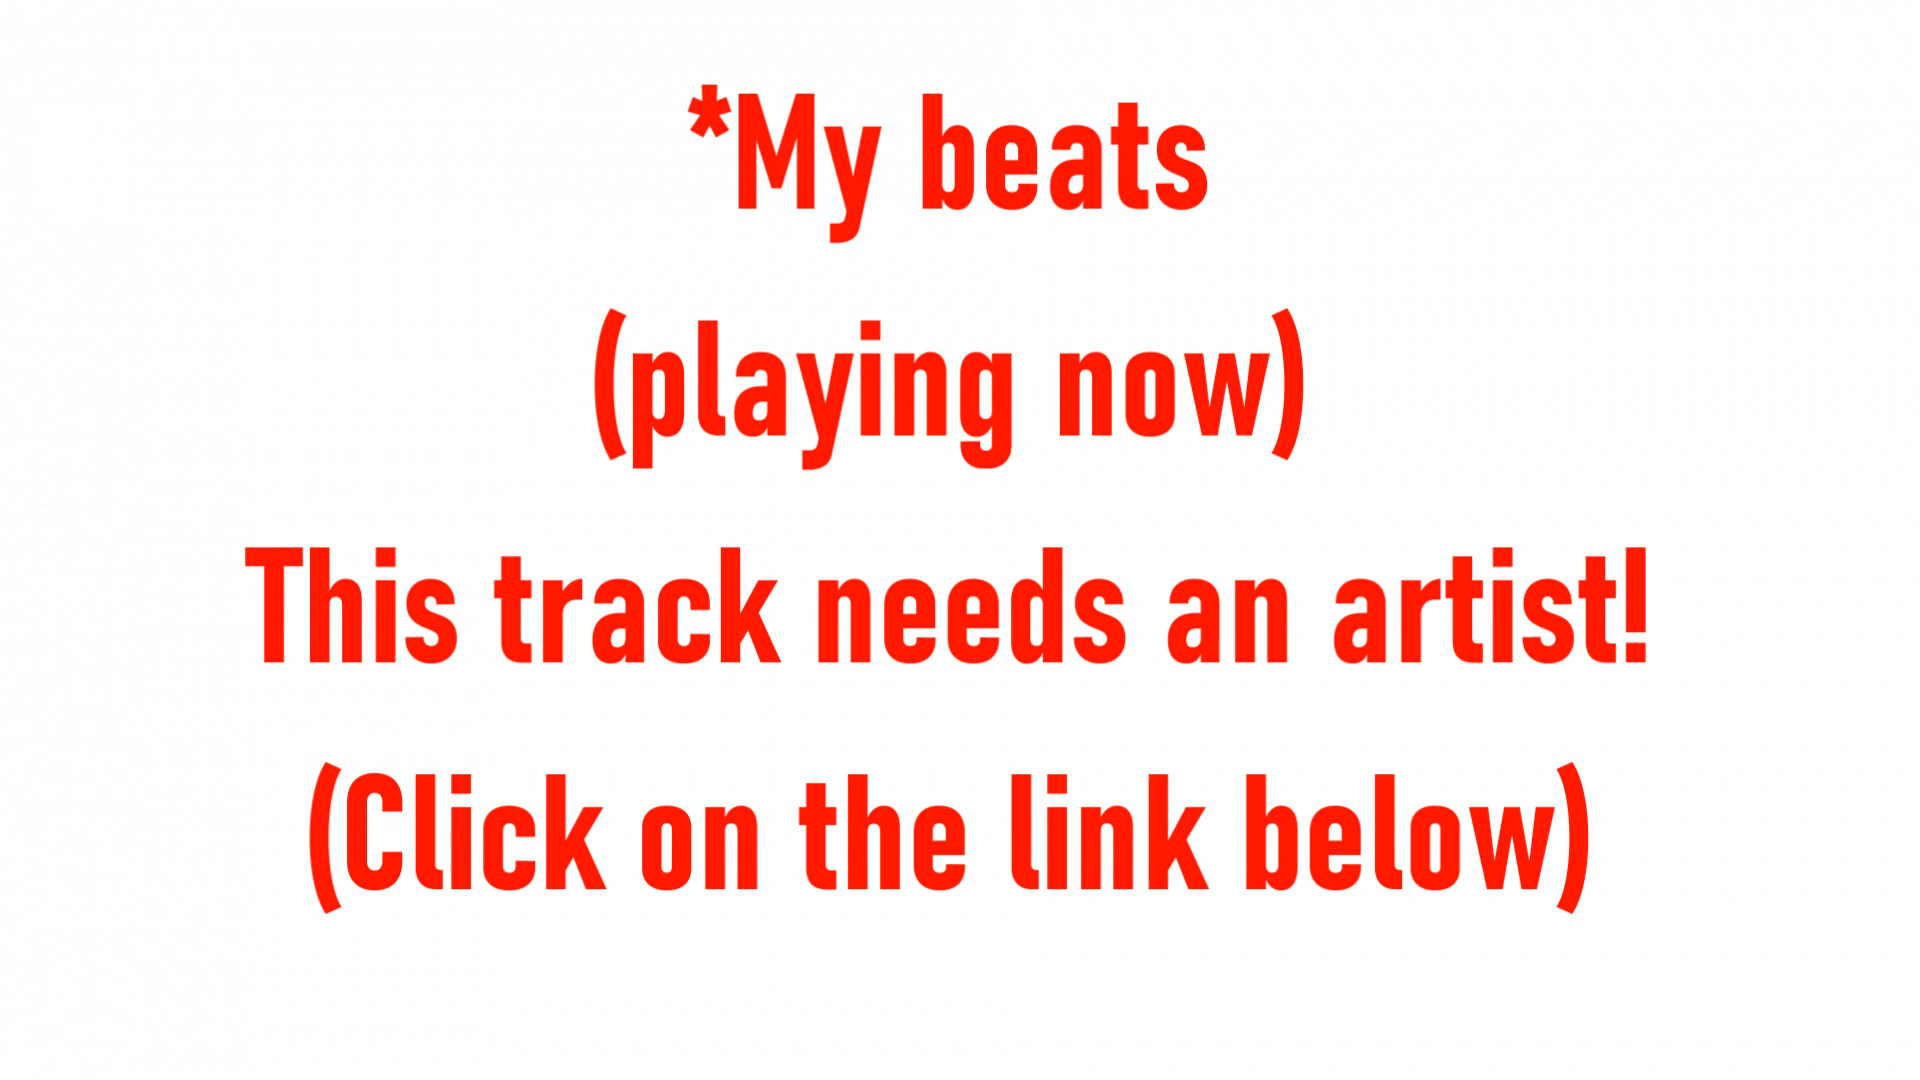 *My beats
(playing now)
This track needs an artist!
(Click on the link below)